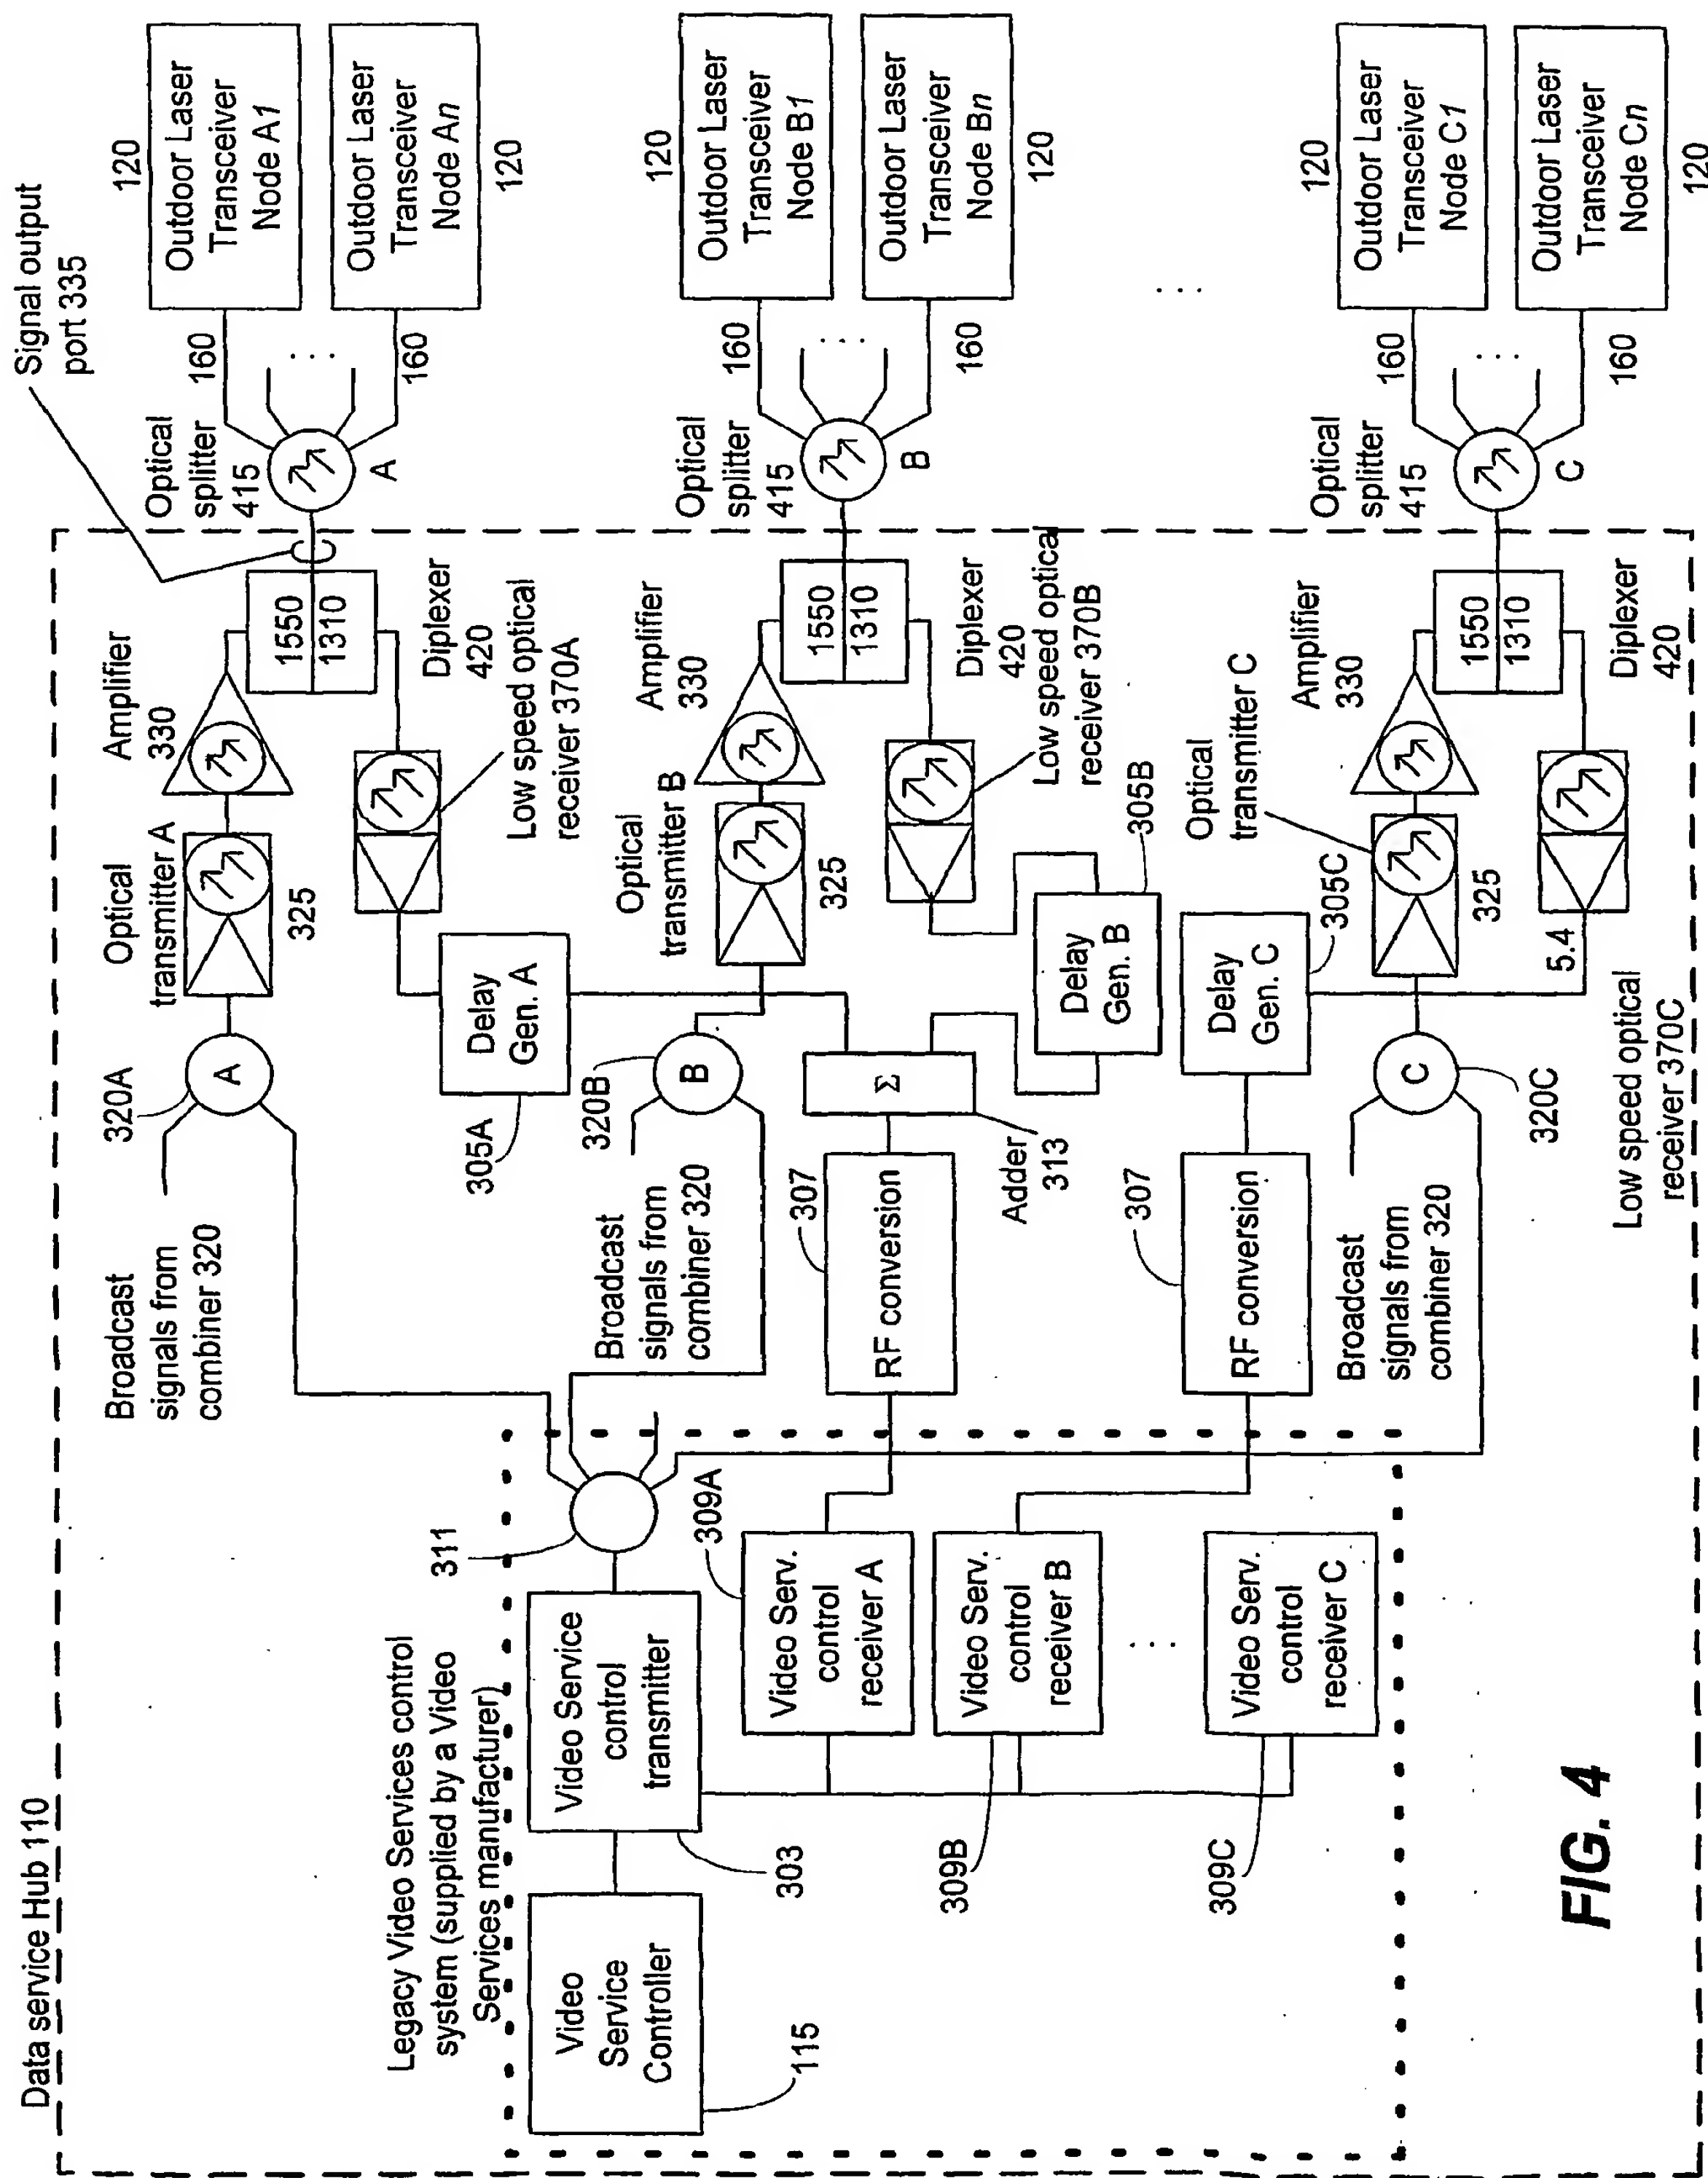 Data service Hub 110
Legacy Video Services control
system (supplied by a Video
Services manufacturer)
Video
Service
Controller
115
Video Service
control
transmitter
303
311
Video Serv.
control
receiver A
309A
Video Serv.
control
receiver B
309B
...
Video Serv.
control
receiver C
309C
Broadcast
signals from
combiner 320
320A
A
Optical
transmitter A
325
Amplifier
330
1550
1310
Diplexer
420
Low speed optical
receiver 370A
Delay
Gen. A
305A
Signal output
port 335
Optical
splitter
415
A
160
...
160
120
Outdoor Laser
Transceiver
Node A1
Outdoor Laser
Transceiver
Node An
120
Broadcast
signals from
combiner 320
320B
B
Optical
transmitter B
325
Amplifier
330
1550
1310
Diplexer
420
Low speed optical
receiver 370B
305B
Delay
Gen. B
Σ
Adder
313
307
RF conversion
Optical
splitter
415
B
160
...
160
120
Outdoor Laser
Transceiver
Node B1
Outdoor Laser
Transceiver
Node Bn
120
...
307
RF conversion
Delay
Gen. C
305C
Broadcast
signals from
combiner 320
C
320C
Optical
transmitter C
325
Amplifier
330
1550
1310
Diplexer
420
5.4
Low speed optical
receiver 370C
Optical
splitter
415
C
160
...
160
120
Outdoor Laser
Transceiver
Node C1
Outdoor Laser
Transceiver
Node Cn
120
FIG. 4